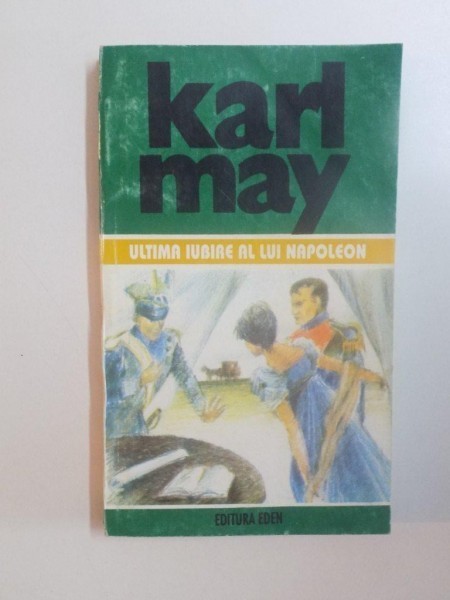 karl
may
ULTIMA IUBIRE AL LUI NAPOLEON
EDITURA EDEN